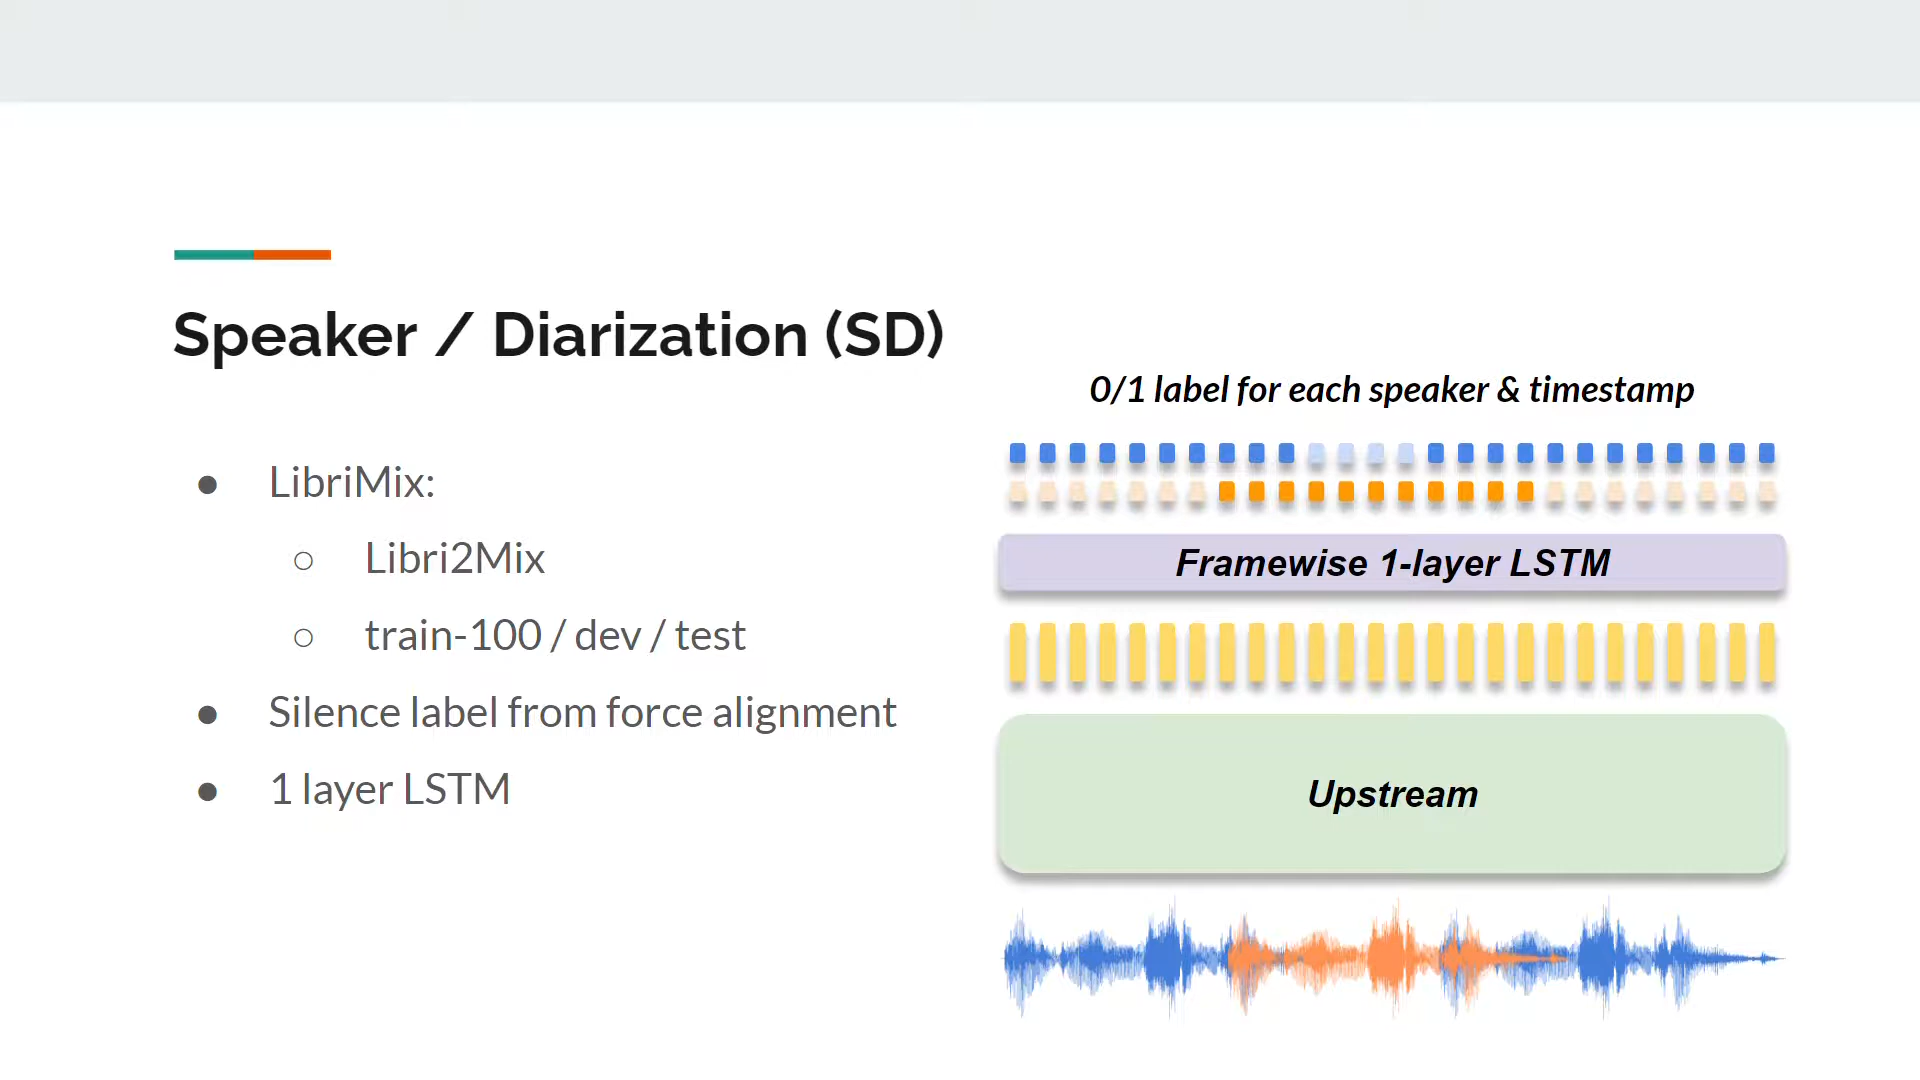 Speaker / Diarization (SD)
● LibriMix:
○ Libri2Mix
○ train-100 / dev / test
● Silence label from force alignment
● 1 layer LSTM
0/1 label for each speaker & timestamp
Framewise 1-layer LSTM
Upstream